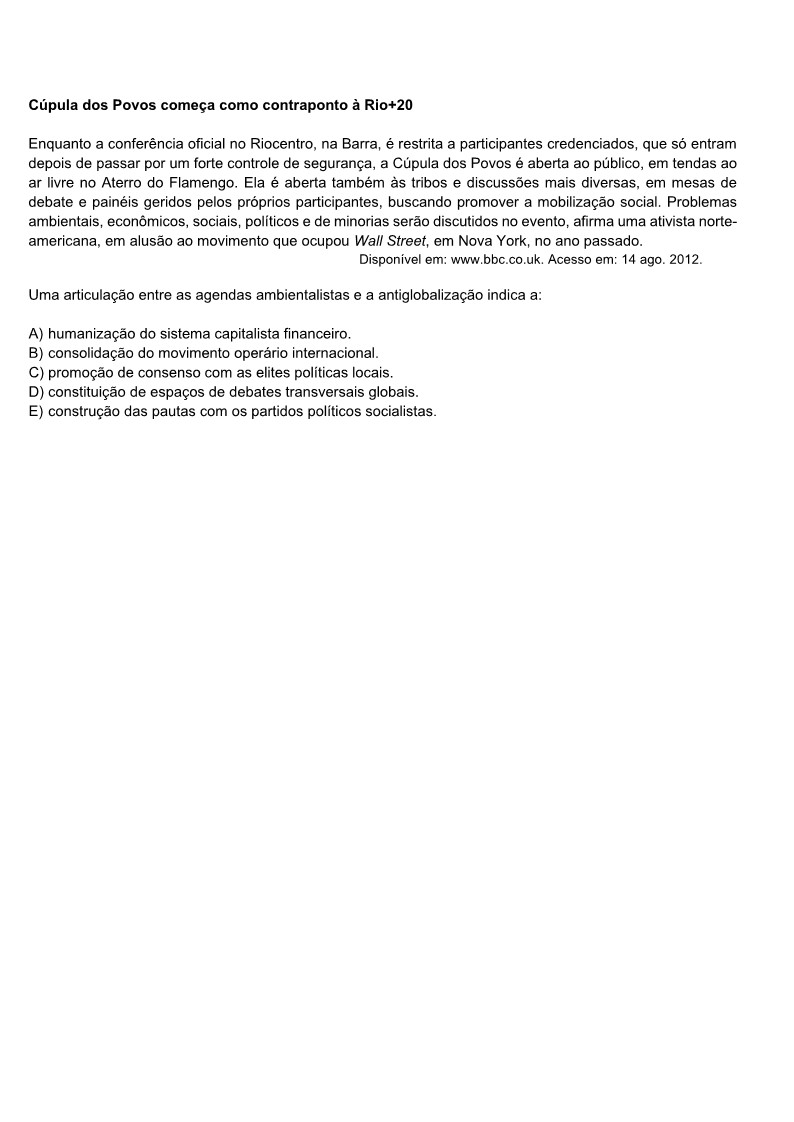 Cúpula dos Povos começa como contraponto à Rio+20
Enquanto a conferência oficial no Riocentro, na Barra, é restrita a participantes credenciados, que só entram
depois de passar por um forte controle de segurança, a Cúpula dos Povos é aberta ao público, em tendas ao
ar livre no Aterro do Flamengo. Ela é aberta também às tribos e discussões mais diversas, em mesas de
debate e painéis geridos pelos próprios participantes, buscando promover a mobilização social. Problemas
ambientais, econômicos, sociais, políticos e de minorias serão discutidos no evento, afirma uma ativista norte-
americana, em alusão ao movimento que ocupou Wall Street, em Nova York, no ano passado.
Disponível em: www.bbc.co.uk. Acesso em: 14 ago. 2012.
Uma articulação entre as agendas ambientalistas e a antiglobalização indica a:
A) humanização do sistema capitalista financeiro.
B) consolidação do movimento operário internacional.
C) promoção de consenso com as elites políticas locais.
D) constituição de espaços de debates transversais globais.
E) construção das pautas com os partidos políticos socialistas.